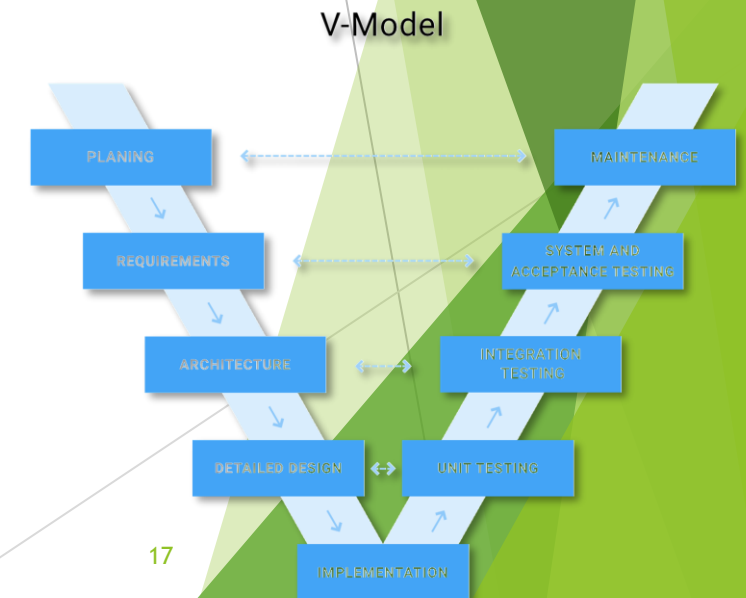 V-Model
PLANING
MAINTENANCE
REQUIREMENTS
SYSTEM AND
ACCEPTANCE TESTING
ARCHITECTURE
INTEGRATION
TESTING
DETAILED DESIGN
UNIT TESTING
17
IMPLEMENTATION